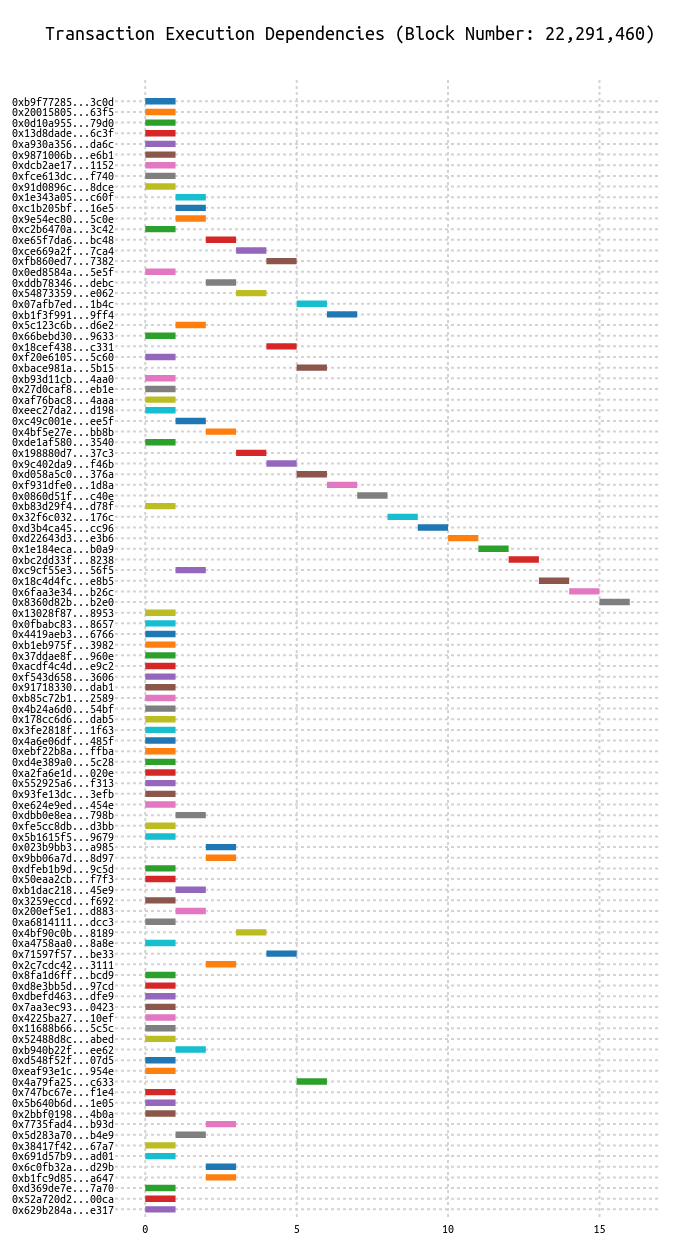 Transaction Execution Dependencies (Block Number: 22,291,460)
0xb9f77285...3c0d
0x20015805...63f5
0x0d10a955...79d0
0x13d8dade...6c3f
0xa930a356...da6c
0x9871006b...e6b1
0xdcb2ae17...1152
0xfce613dc...f740
0x91d0896c...8dce
0x1e343a05...c60f
0xc1b205bf...16e5
0x9e54ec80...5c0e
0xc2b6470a...3c42
0xe65f7da6...bc48
0xce669a2f...7ca4
0xfb860ed7...7382
0x0ed8584a...5e5f
0xddb78346...debc
0x54873359...e062
0x07afb7ed...1b4c
0xb1f3f991...9ff4
0x5c123c6b...d6e2
0x66bebd30...9633
0x18cef438...c331
0xf20e6105...5c60
0xbace981a...5b15
0xb93d11cb...4aa0
0x27d0caf8...eb1e
0xaf76bac8...4aaa
0xeec27da2...d198
0xc49c001e...ee5f
0x4bf5e27e...bb8b
0xde1af580...3540
0x198880d7...37c3
0x9c402da9...f46b
0xd058a5c0...376a
0xf931dfe0...1d8a
0x0860d51f...c40e
0xb83d29f4...d78f
0x32f6c032...176c
0xd3b4ca45...cc96
0xd22643d3...e3b6
0x1e184eca...b0a9
0xbc2dd33f...8238
0xc9cf55e3...56f5
0x18c4d4fc...e8b5
0x6faa3e34...b26c
0x8360d82b...b2e0
0x13028f87...8953
0x0fbabc83...8657
0x4419aeb3...6766
0xb1eb975f...3982
0x37ddae8f...960e
0xacdf4c4d...e9c2
0xf543d658...3606
0x91718330...dab1
0xb85c72b1...2589
0x4b24a6d0...54bf
0x178cc6d6...dab5
0x3fe2818f...1f63
0x4a6e06df...485f
0xebf22b8a...ffba
0xd4e389a0...5c28
0xa2fa6e1d...020e
0x552925a6...f313
0x93fe13dc...3efb
0xe624e9ed...454e
0xdbb0e8ea...798b
0xfe5cc8db...d3bb
0x5b1615f5...9679
0x023b9bb3...a985
0x9bb06a7d...8d97
0xdfeb1b9d...9c5d
0x50eaa2cb...f7f3
0xb1dac218...45e9
0x3259eccd...f692
0x200ef5e1...d883
0xa6814111...dcc3
0x4bf90c0b...8189
0xa4758aa0...8a8e
0x71597f57...be33
0x2c7cdc42...3111
0x8fa1d6ff...bcd9
0xd8e3bb5d...97cd
0xdbefd463...dfe9
0x7aa3ec93...0423
0x4225ba27...10ef
0x11688b66...5c5c
0x52488d8c...abed
0xb940b22f...ee62
0xd548f52f...07d5
0xeaf93e1c...954e
0x4a79fa25...c633
0x747bc67e...f1e4
0x5b640b6d...1e05
0x2bbf0198...4b0a
0x7735fad4...b93d
0x5d283a70...b4e9
0x38417f42...67a7
0x691d57b9...ad01
0x6c0fb32a...d29b
0xb1fc9d85...a647
0xd369de7e...7a70
0x52a720d2...00ca
0x629b284a...e317
0 5 10 15